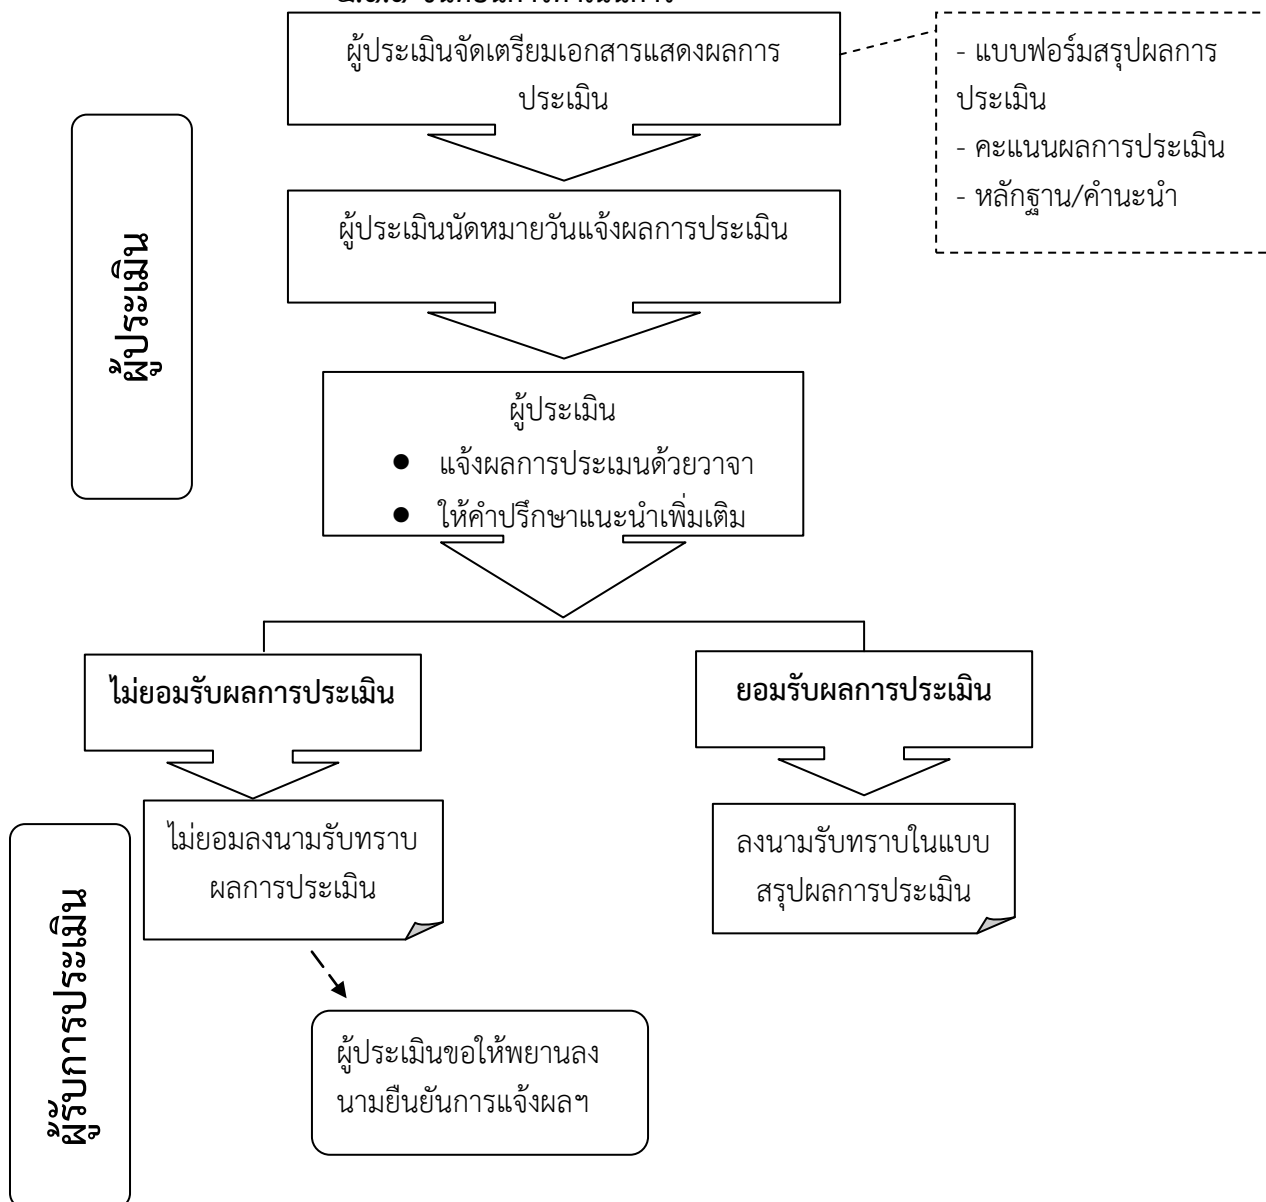 ผู้ประเมินจัดเตรียมเอกสารแสดงผลการ
ประเมิน
- แบบฟอร์มสรุปผลการ
ประเมิน
- คะแนนผลการประเมิน
- หลักฐาน/คำนะนำ
ผู้ประเมิน
ผู้ประเมินนัดหมายวันแจ้งผลการประเมิน
ผู้ประเมิน
● แจ้งผลการประเมนด้วยวาจา
● ให้คำปรึกษาแนะนำเพิ่มเติม
ไม่ยอมรับผลการประเมิน
ยอมรับผลการประเมิน
ไม่ยอมลงนามรับทราบ
ผลการประเมิน
ลงนามรับทราบในแบบ
สรุปผลการประเมิน
ผู้รับการประเมิน
ผู้ประเมินขอให้พยานลง
นามยืนยันการแจ้งผลฯ